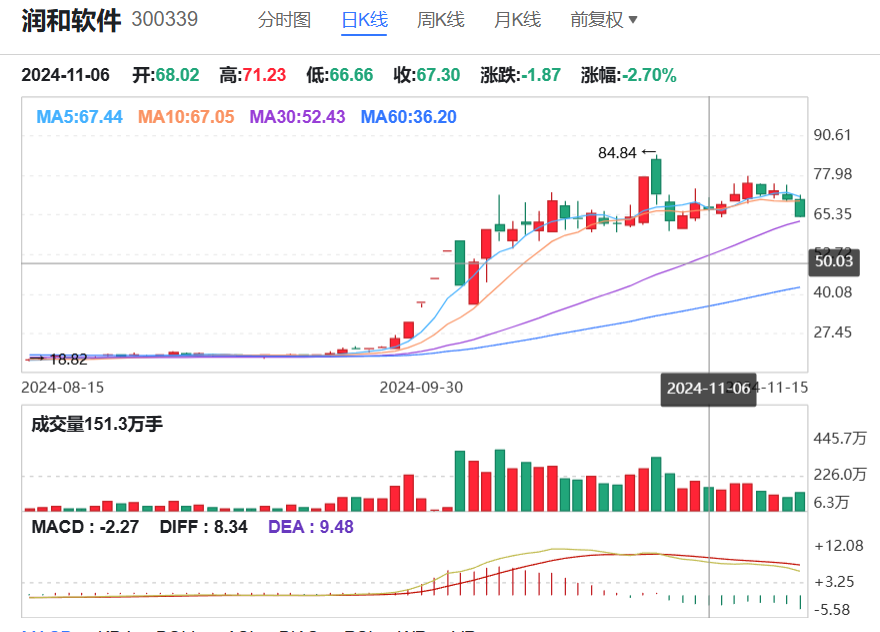 润和软件 300339 分时图 日K线 周K线 月K线 前复权▼
2024-11-06 开:68.02 高:71.23 低:66.66 收:67.30 涨跌:-1.87 涨幅:-2.70%
MA5:67.44 MA10:67.05 MA30:52.43 MA60:36.20
90.61
84.84
77.98
65.35
52.72
50.03
40.08
27.45
18.82
2024-08-15 2024-09-30 2024-11-06 4-11-15
成交量151.3万手
445.7万
226.0万
6.3万
MACD : -2.27 DIFF : 8.34 DEA : 9.48
+12.08
+3.25
-5.58